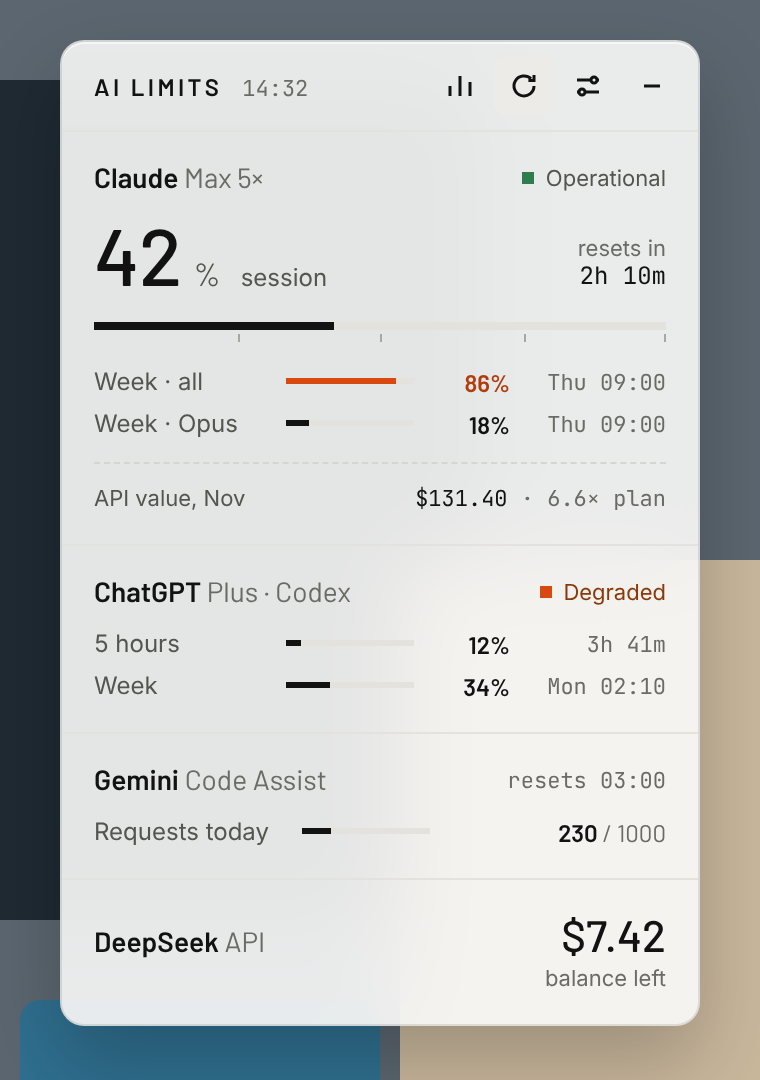 AI LIMITS 14:32
Claude Max 5×
Operational
42 % session
resets in
2h 10m
Week · all 86% Thu 09:00
Week · Opus 18% Thu 09:00
API value, Nov $131.40 · 6.6× plan
ChatGPT Plus · Codex
Degraded
5 hours 12% 3h 41m
Week 34% Mon 02:10
Gemini Code Assist resets 03:00
Requests today 230 / 1000
DeepSeek API $7.42
balance left